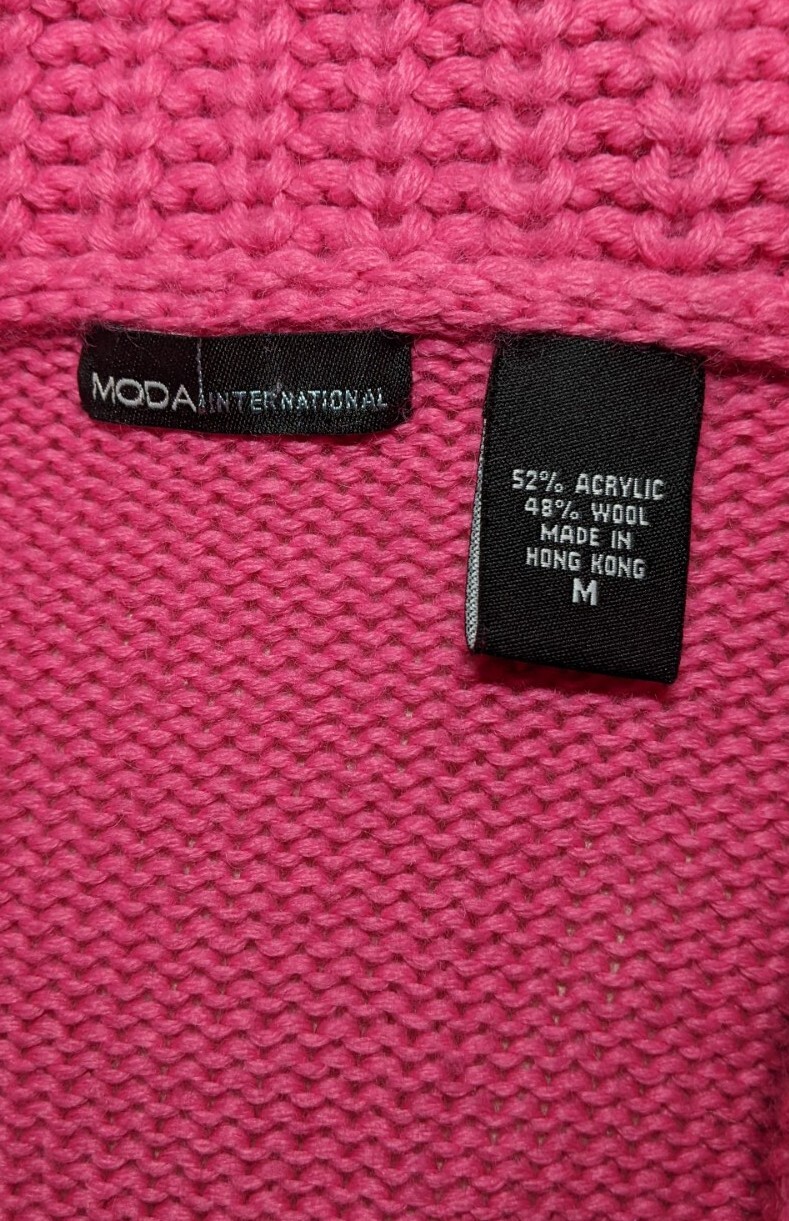 MODA INTERNATIONAL
52% ACRYLIC
48% WOOL
MADE IN
HONG KONG
M